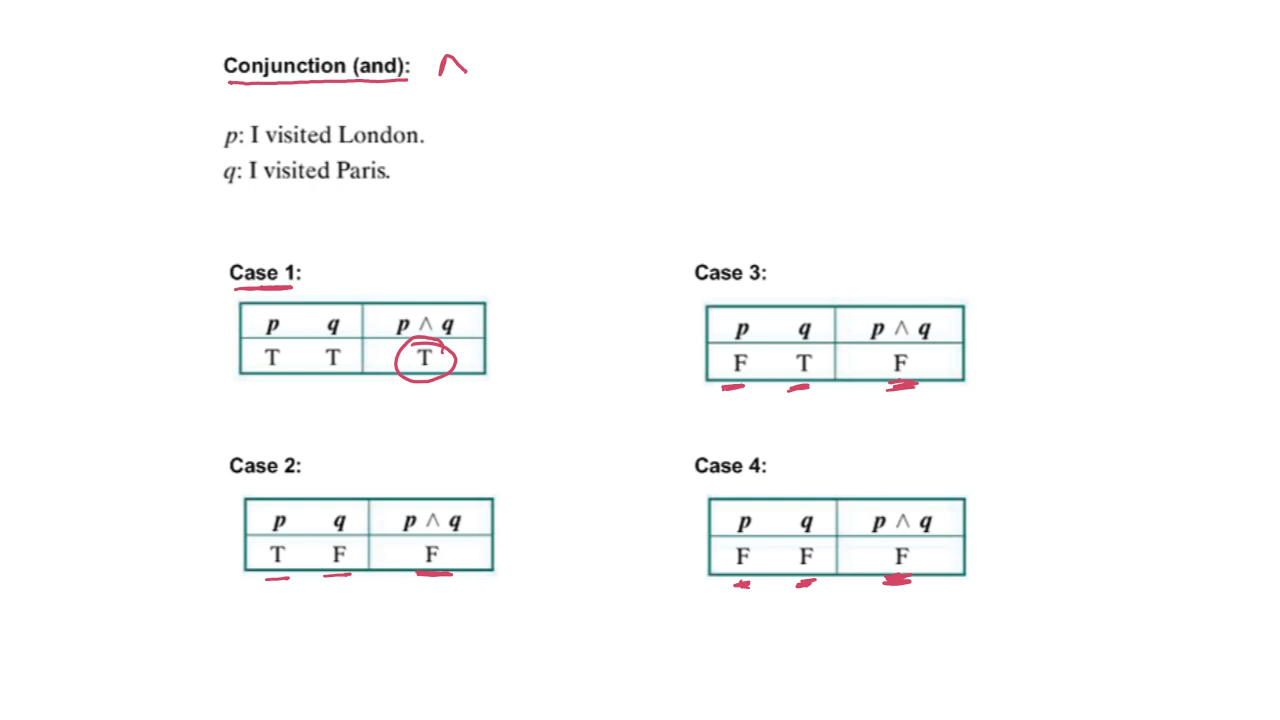 Conjunction (and): ∧
p: I visited London.
q: I visited Paris.
Case 1:
p q p ∧ q
T T T
Case 2:
p q p ∧ q
T F F
Case 3:
p q p ∧ q
F T F
Case 4:
p q p ∧ q
F F F